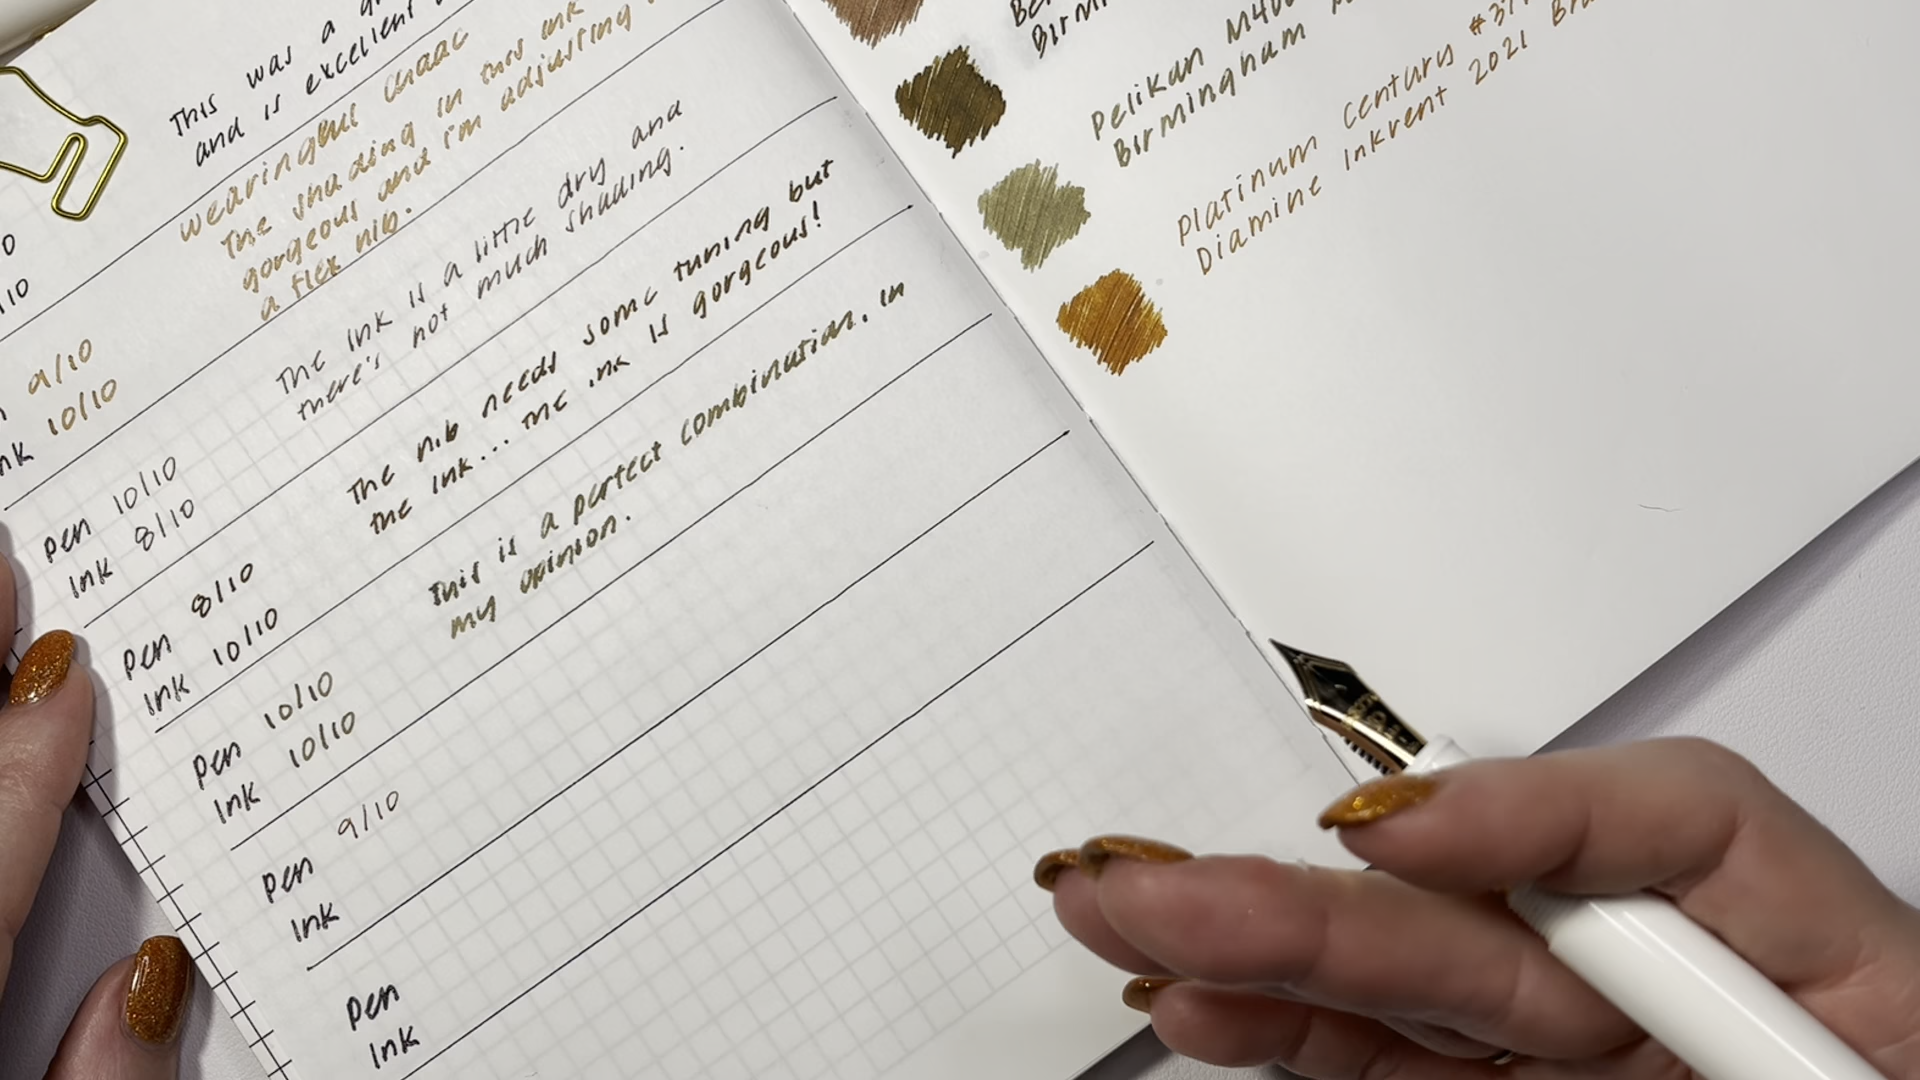 This was a
and is excellent
wearingeul
The shading in this ink
gorgeous and i'm adjusting
a flex nib.
9/10
ink 10/10
The ink is a little dry and
there's not much shading.
pen 10/10
Ink 8/10
The nib needs some tuning but
the ink... the ink is gorgeous!
pen 8/10
Ink 10/10
This is a perfect combination, in
my opinion.
pen 10/10
Ink 10/10
pen 9/10
Ink
pen
Ink
Pelikan
Birmingham
Platinum Century
Diamine Inkvent 2021